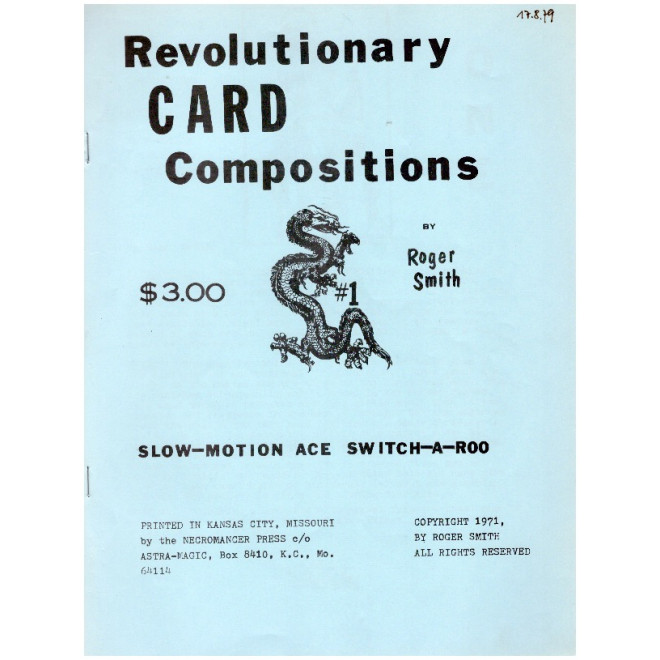 17.8.79
Revolutionary
CARD
Compositions
BY
Roger
Smith
$3.00
#1
SLOW—MOTION ACE SWITCH—A—ROO
PRINTED IN KANSAS CITY, MISSOURI
by the NECROMANCER PRESS c/o
ASTRA-MAGIC, Box 8410, K.C., Mo.
64114
COPYRIGHT 1971,
BY ROGER SMITH
ALL RIGHTS RESERVED